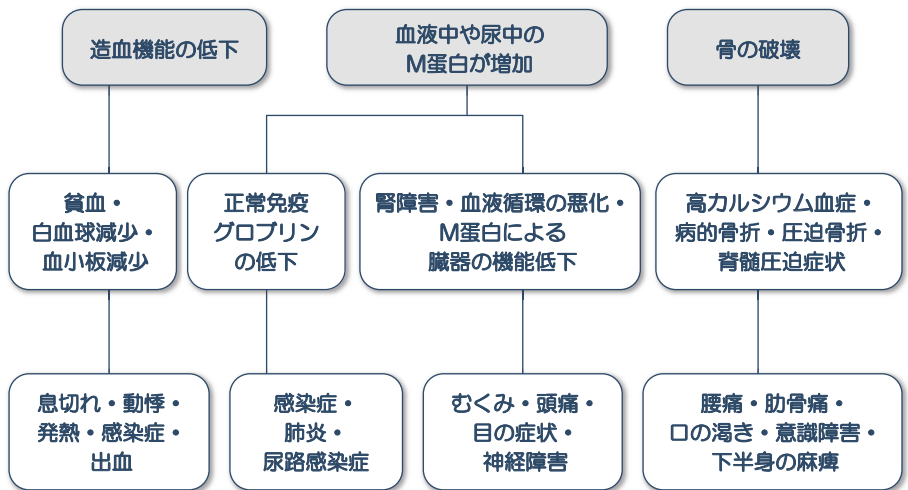 造血機能の低下
血液中や尿中の
M蛋白が増加
骨の破壊
貧血・
白血球減少・
血小板減少
正常免疫
グロブリン
の低下
腎障害・血液循環の悪化・
M蛋白による
臓器の機能低下
高カルシウム血症・
病的骨折・圧迫骨折・
脊髄圧迫症状
息切れ・動悸・
発熱・感染症・
出血
感染症・
肺炎・
尿路感染症
むくみ・頭痛・
目の症状・
神経障害
腰痛・肋骨痛・
口の渇き・意識障害・
下半身の麻痺